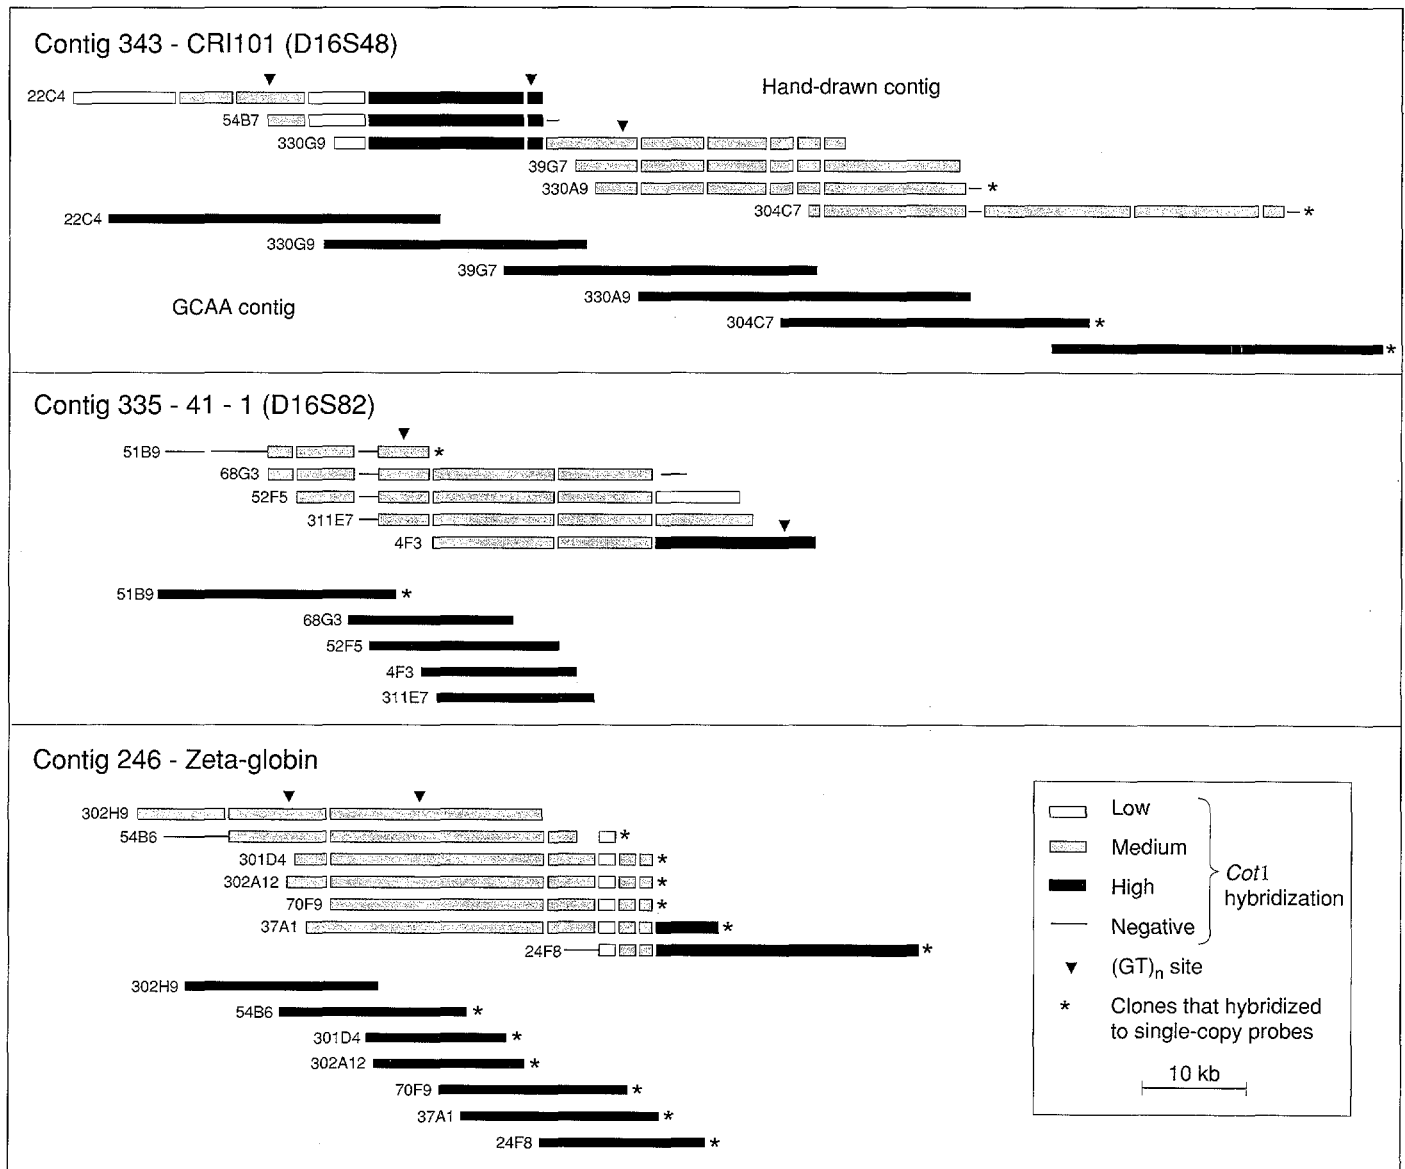 Contig 343 - CRI101 (D16S48)
22C4
Hand-drawn contig
54B7
330G9
39G7
330A9
*
304C7
*
22C4
330G9
39G7
330A9
GCAA contig
304C7
*
*
Contig 335 - 41 - 1 (D16S82)
51B9
*
68G3
52F5
311E7
4F3
51B9
*
68G3
52F5
4F3
311E7
Contig 246 - Zeta-globin
302H9
54B6
*
301D4
*
302A12
*
70F9
*
37A1
*
24F8
*
302H9
54B6
*
301D4
*
302A12
*
70F9
*
37A1
*
24F8
*
Low
Medium
High
Negative
Cot1
hybridization
(GT)n site
* Clones that hybridized
to single-copy probes
10 kb